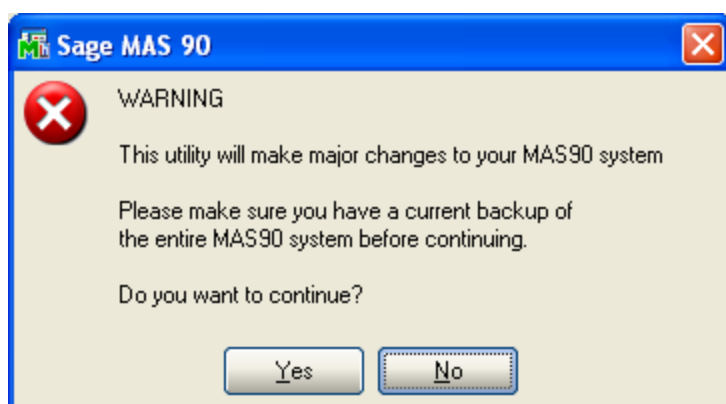 Sage MAS 90
WARNING
This utility will make major changes to your MAS90 system
Please make sure you have a current backup of
the entire MAS90 system before continuing.
Do you want to continue?
Yes
No